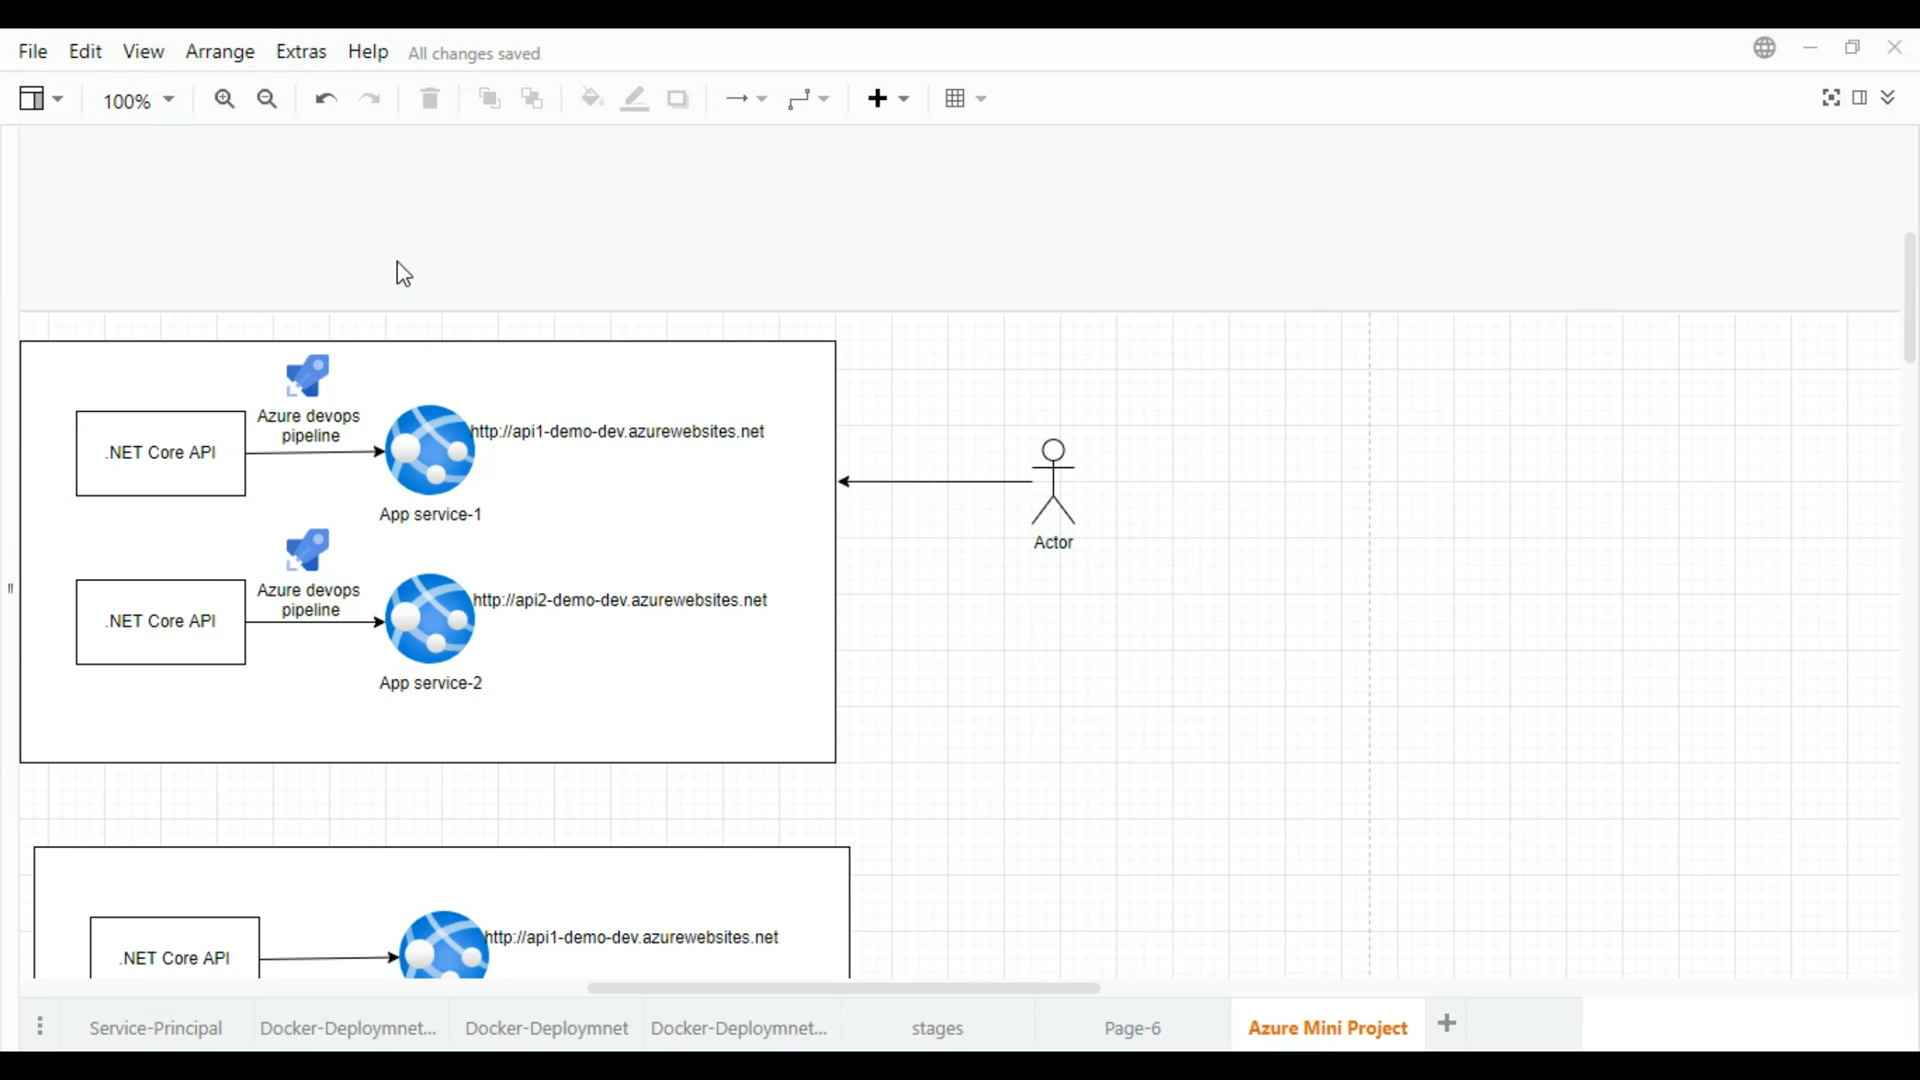 File Edit View Arrange Extras Help All changes saved
100%
Azure devops
pipeline
.NET Core API
http://api1-demo-dev.azurewebsites.net
App service-1
Actor
Azure devops
pipeline
.NET Core API
http://api2-demo-dev.azurewebsites.net
App service-2
.NET Core API
http://api1-demo-dev.azurewebsites.net
Service-Principal Docker-Deploymnet... Docker-Deploymnet Docker-Deploymnet... stages Page-6 Azure Mini Project